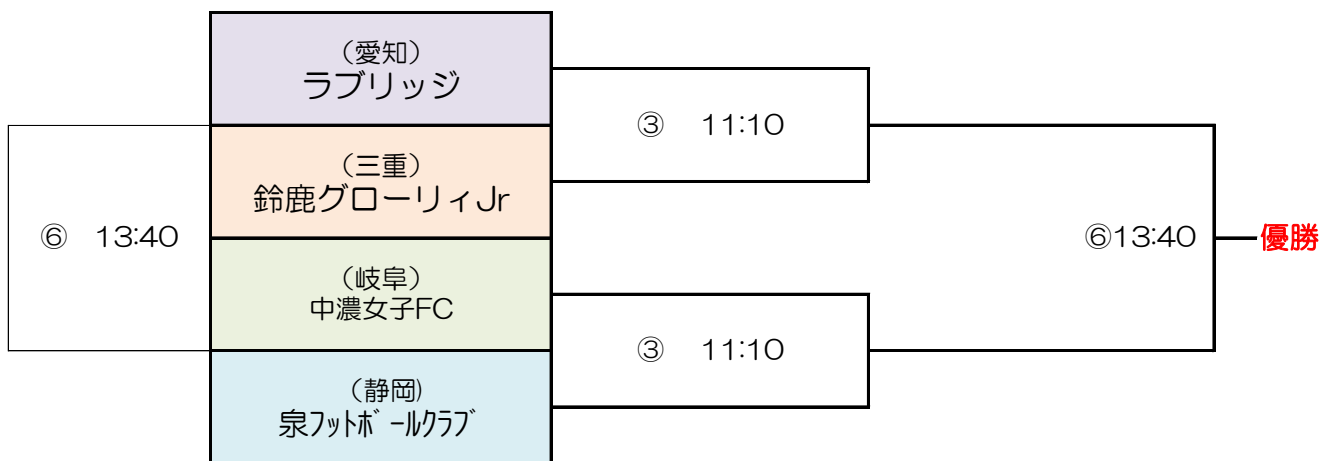 （愛知）
ラブリッジ
③　11:10
（三重）
鈴鹿グローリィJr
⑥　13:40
⑥13:40
優勝
（岐阜）
中濃女子FC
③　11:10
（静岡)
泉フットボールクラブ